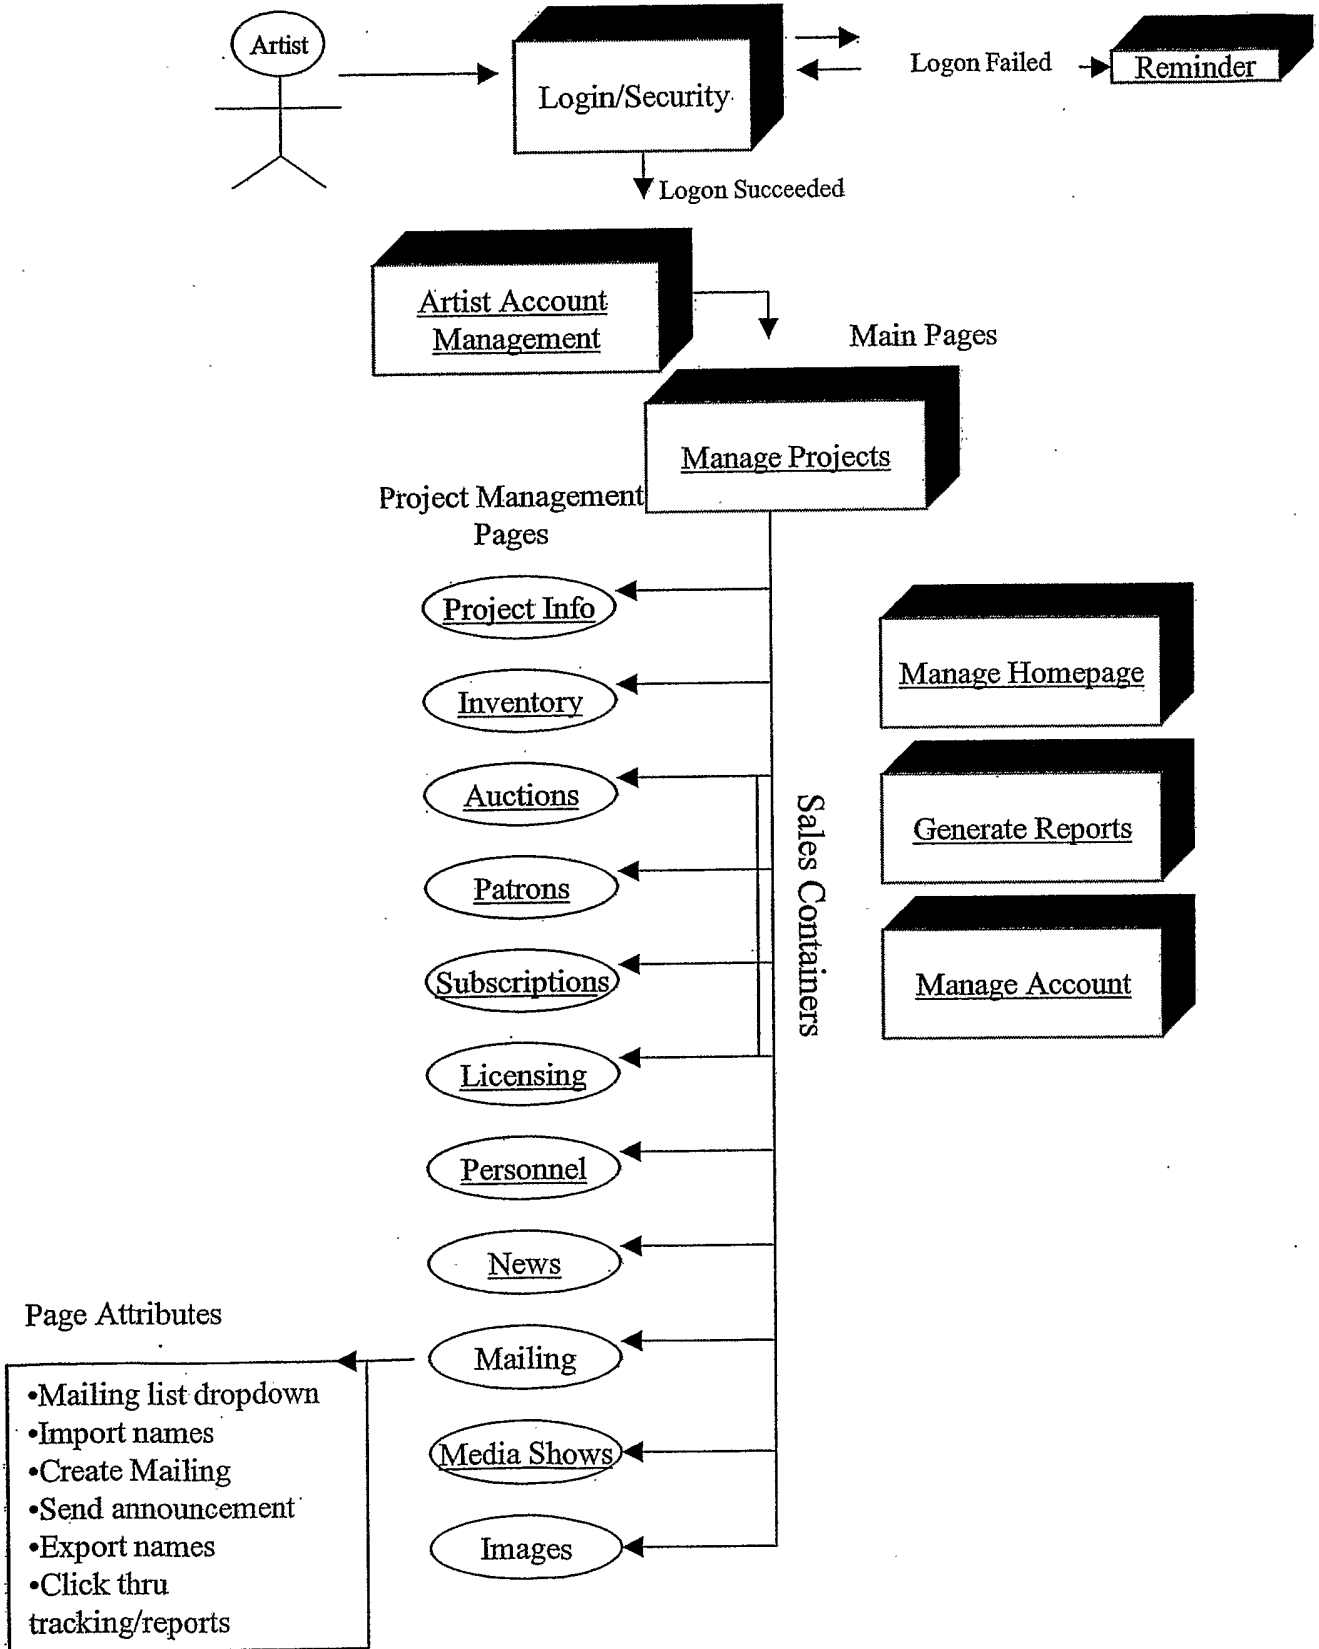 Artist
Login/Security
Logon Failed
Reminder
Logon Succeeded
Artist Account
Management
Main Pages
Manage Projects
Project Management
Pages
Project Info
Inventory
Auctions
Patrons
Subscriptions
Licensing
Personnel
News
Mailing
Media Shows
Images
Sales Containers
Manage Homepage
Generate Reports
Manage Account
Page Attributes
•Mailing list dropdown
•Import names
•Create Mailing
•Send announcement
•Export names
•Click thru
tracking/reports